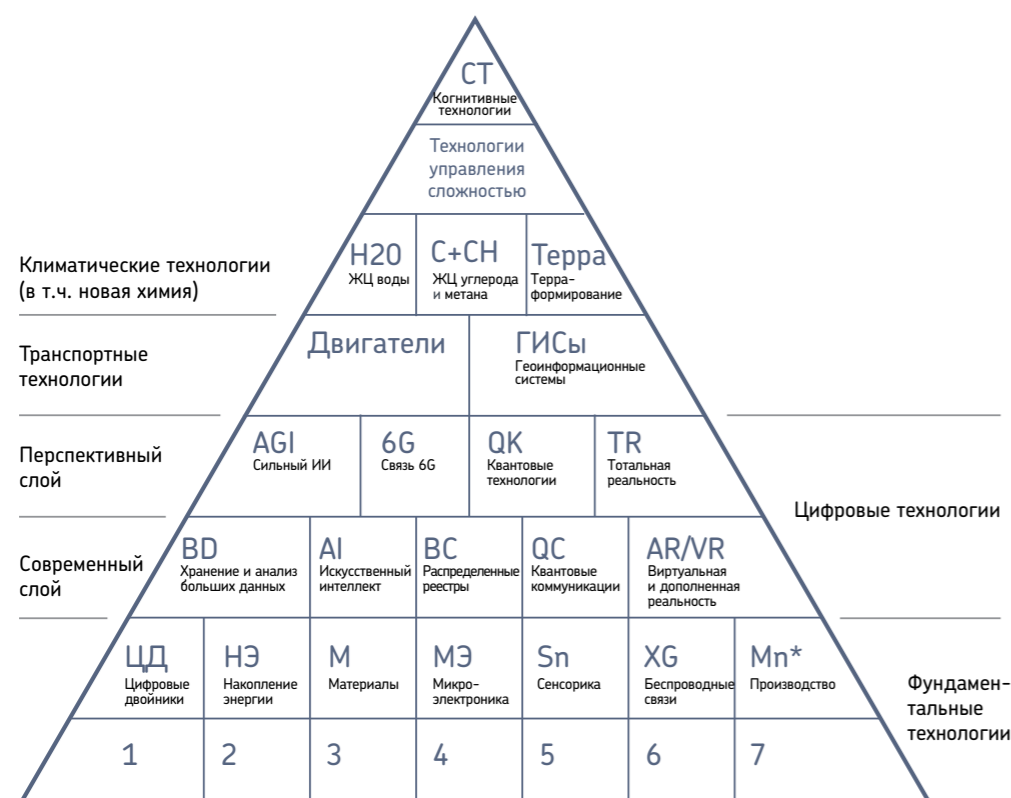 СТ
Когнитивные
технологии
Технологии
управления
сложностью
Климатические технологии
(в т.ч. новая химия)
H2O
ЖЦ воды
C+CH
ЖЦ углерода
и метана
Терра
Терра-
формирование
Транспортные
технологии
Двигатели
ГИСы
Геоинформационные
системы
Перспективный
слой
AGI
Сильный ИИ
6G
Связь 6G
QK
Квантовые
технологии
TR
Тотальная
реальность
Цифровые технологии
Современный
слой
BD
Хранение и анализ
больших данных
AI
Искусственный
интеллект
BC
Распределенные
реестры
QC
Квантовые
коммуникации
AR/VR
Виртуальная
и дополненная
реальность
ЦД
Цифровые
двойники
НЭ
Накопление
энергии
М
Материалы
МЭ
Микро-
электроника
Sn
Сенсорика
XG
Беспроводные
связи
Mn*
Производство
Фундамен-
тальные
технологии
1
2
3
4
5
6
7